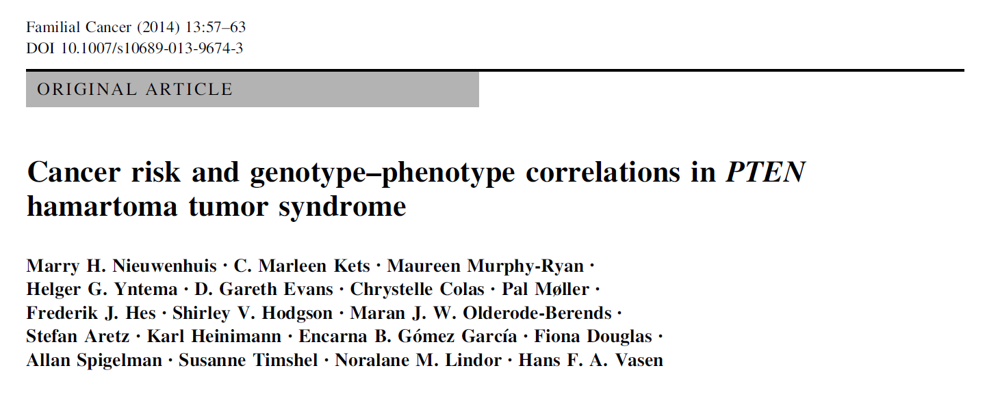 Familial Cancer (2014) 13:57–63
DOI 10.1007/s10689-013-9674-3
ORIGINAL ARTICLE
Cancer risk and genotype–phenotype correlations in PTEN
hamartoma tumor syndrome
Marry H. Nieuwenhuis · C. Marleen Kets · Maureen Murphy-Ryan ·
Helger G. Yntema · D. Gareth Evans · Chrystelle Colas · Pal Møller ·
Frederik J. Hes · Shirley V. Hodgson · Maran J. W. Olderode-Berends ·
Stefan Aretz · Karl Heinimann · Encarna B. Gómez García · Fiona Douglas ·
Allan Spigelman · Susanne Timshel · Noralane M. Lindor · Hans F. A. Vasen